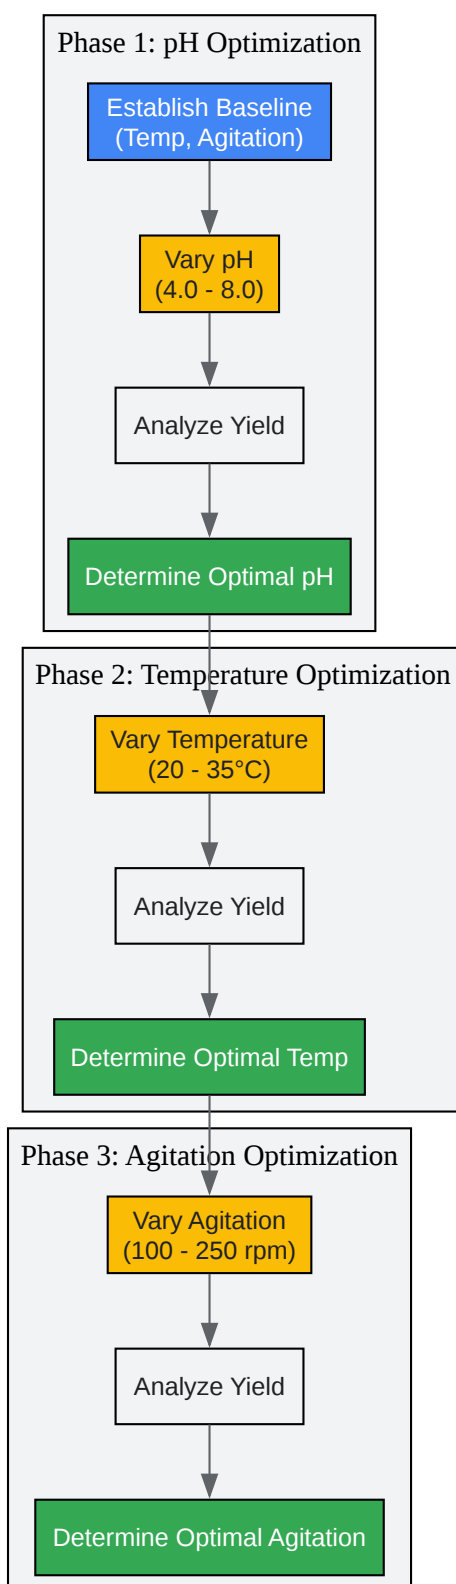 Phase 1: pH Optimization
Establish Baseline
(Temp, Agitation)
Vary pH
(4.0 - 8.0)
Analyze Yield
Determine Optimal pH
Phase 2: Temperature Optimization
Vary Temperature
(20 - 35°C)
Analyze Yield
Determine Optimal Temp
Phase 3: Agitation Optimization
Vary Agitation
(100 - 250 rpm)
Analyze Yield
Determine Optimal Agitation